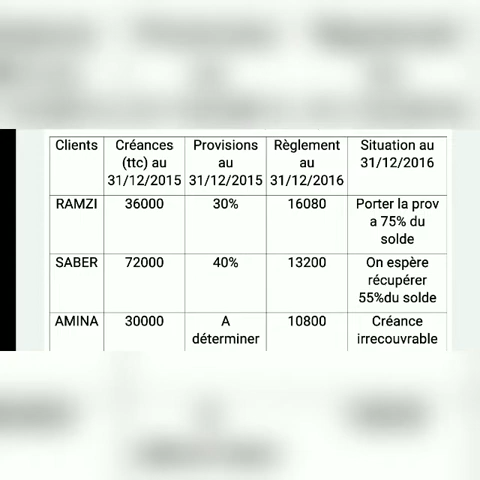 Clients Créances (ttc) au 31/12/2015 Provisions au 31/12/2015 Règlement au 31/12/2016 Situation au 31/12/2016
RAMZI 36000 30% 16080 Porter la prov a 75% du solde
SABER 72000 40% 13200 On espère récupérer 55%du solde
AMINA 30000 A déterminer 10800 Créance irrecouvrable